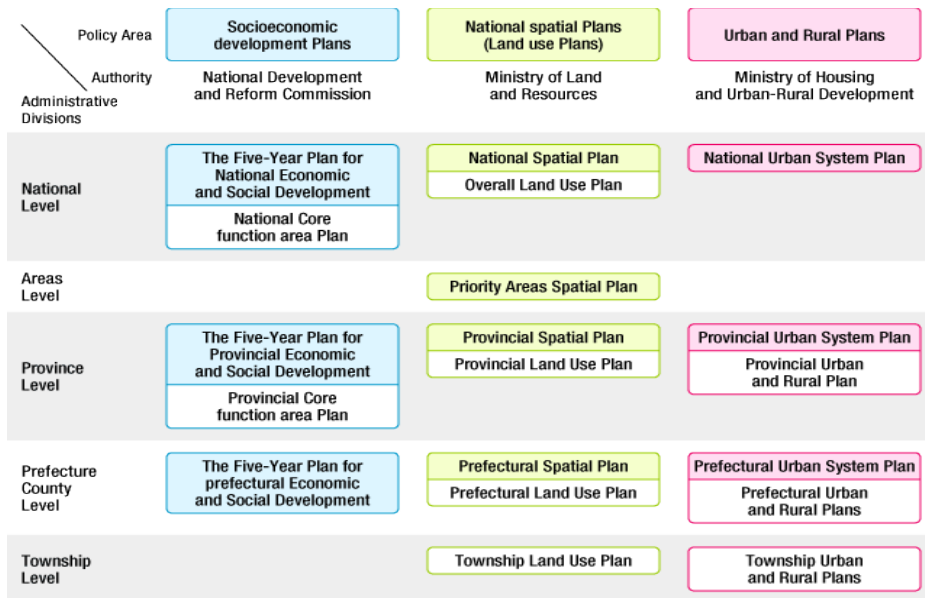 Policy Area
Socioeconomic
development Plans
National spatial Plans
(Land use Plans)
Urban and Rural Plans
Authority
National Development
and Reform Commission
Ministry of Land
and Resources
Ministry of Housing
and Urban-Rural Development
Administrative
Divisions
National
Level
The Five-Year Plan for
National Economic
and Social Development
National Core
function area Plan
National Spatial Plan
Overall Land Use Plan
National Urban System Plan
Areas
Level
Priority Areas Spatial Plan
Province
Level
The Five-Year Plan for
Provincial Economic
and Social Development
Provincial Core
function area Plan
Provincial Spatial Plan
Provincial Land Use Plan
Provincial Urban System Plan
Provincial Urban
and Rural Plan
Prefecture
County
Level
The Five-Year Plan for
prefectural Economic
and Social Development
Prefectural Spatial Plan
Prefectural Land Use Plan
Prefectural Urban System Plan
Prefectural Urban
and Rural Plans
Township
Level
Township Land Use Plan
Township Urban
and Rural Plans